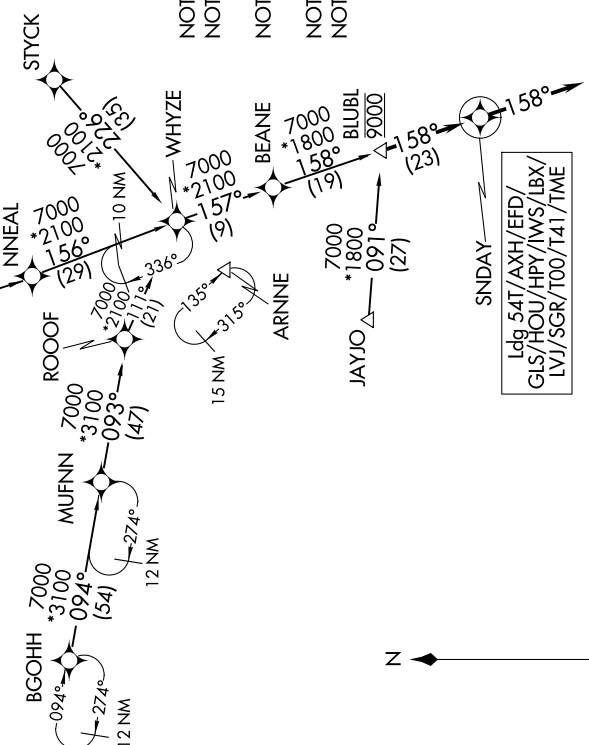 STYCK
7000
*2100
226°
(35)
NOT
NOT
NOT
NOT
NOT
NNEAL
7000
*2100
156°
(29)
WHYZE
10 NM
336°
7000
*2100
157°
(9)
BEANE
7000
*1800
158°
(19)
BLUBL
9000
158°
(23)
158°
SNDAY
ROOOF
7000
*2100
111°
(21)
135°
315°
ARNNE
15 NM
JAYJO
7000
*1800
091°
(27)
MUFNN
7000
*3100
093°
(47)
274°
12 NM
BGOHH
7000
*3100
094°
(54)
094°
274°
12 NM
Ldg 54T/AXH/EFD/
GLS/HOU/HPY/IWS/LBX/
LVJ/SGR/T00/T41/TME
N